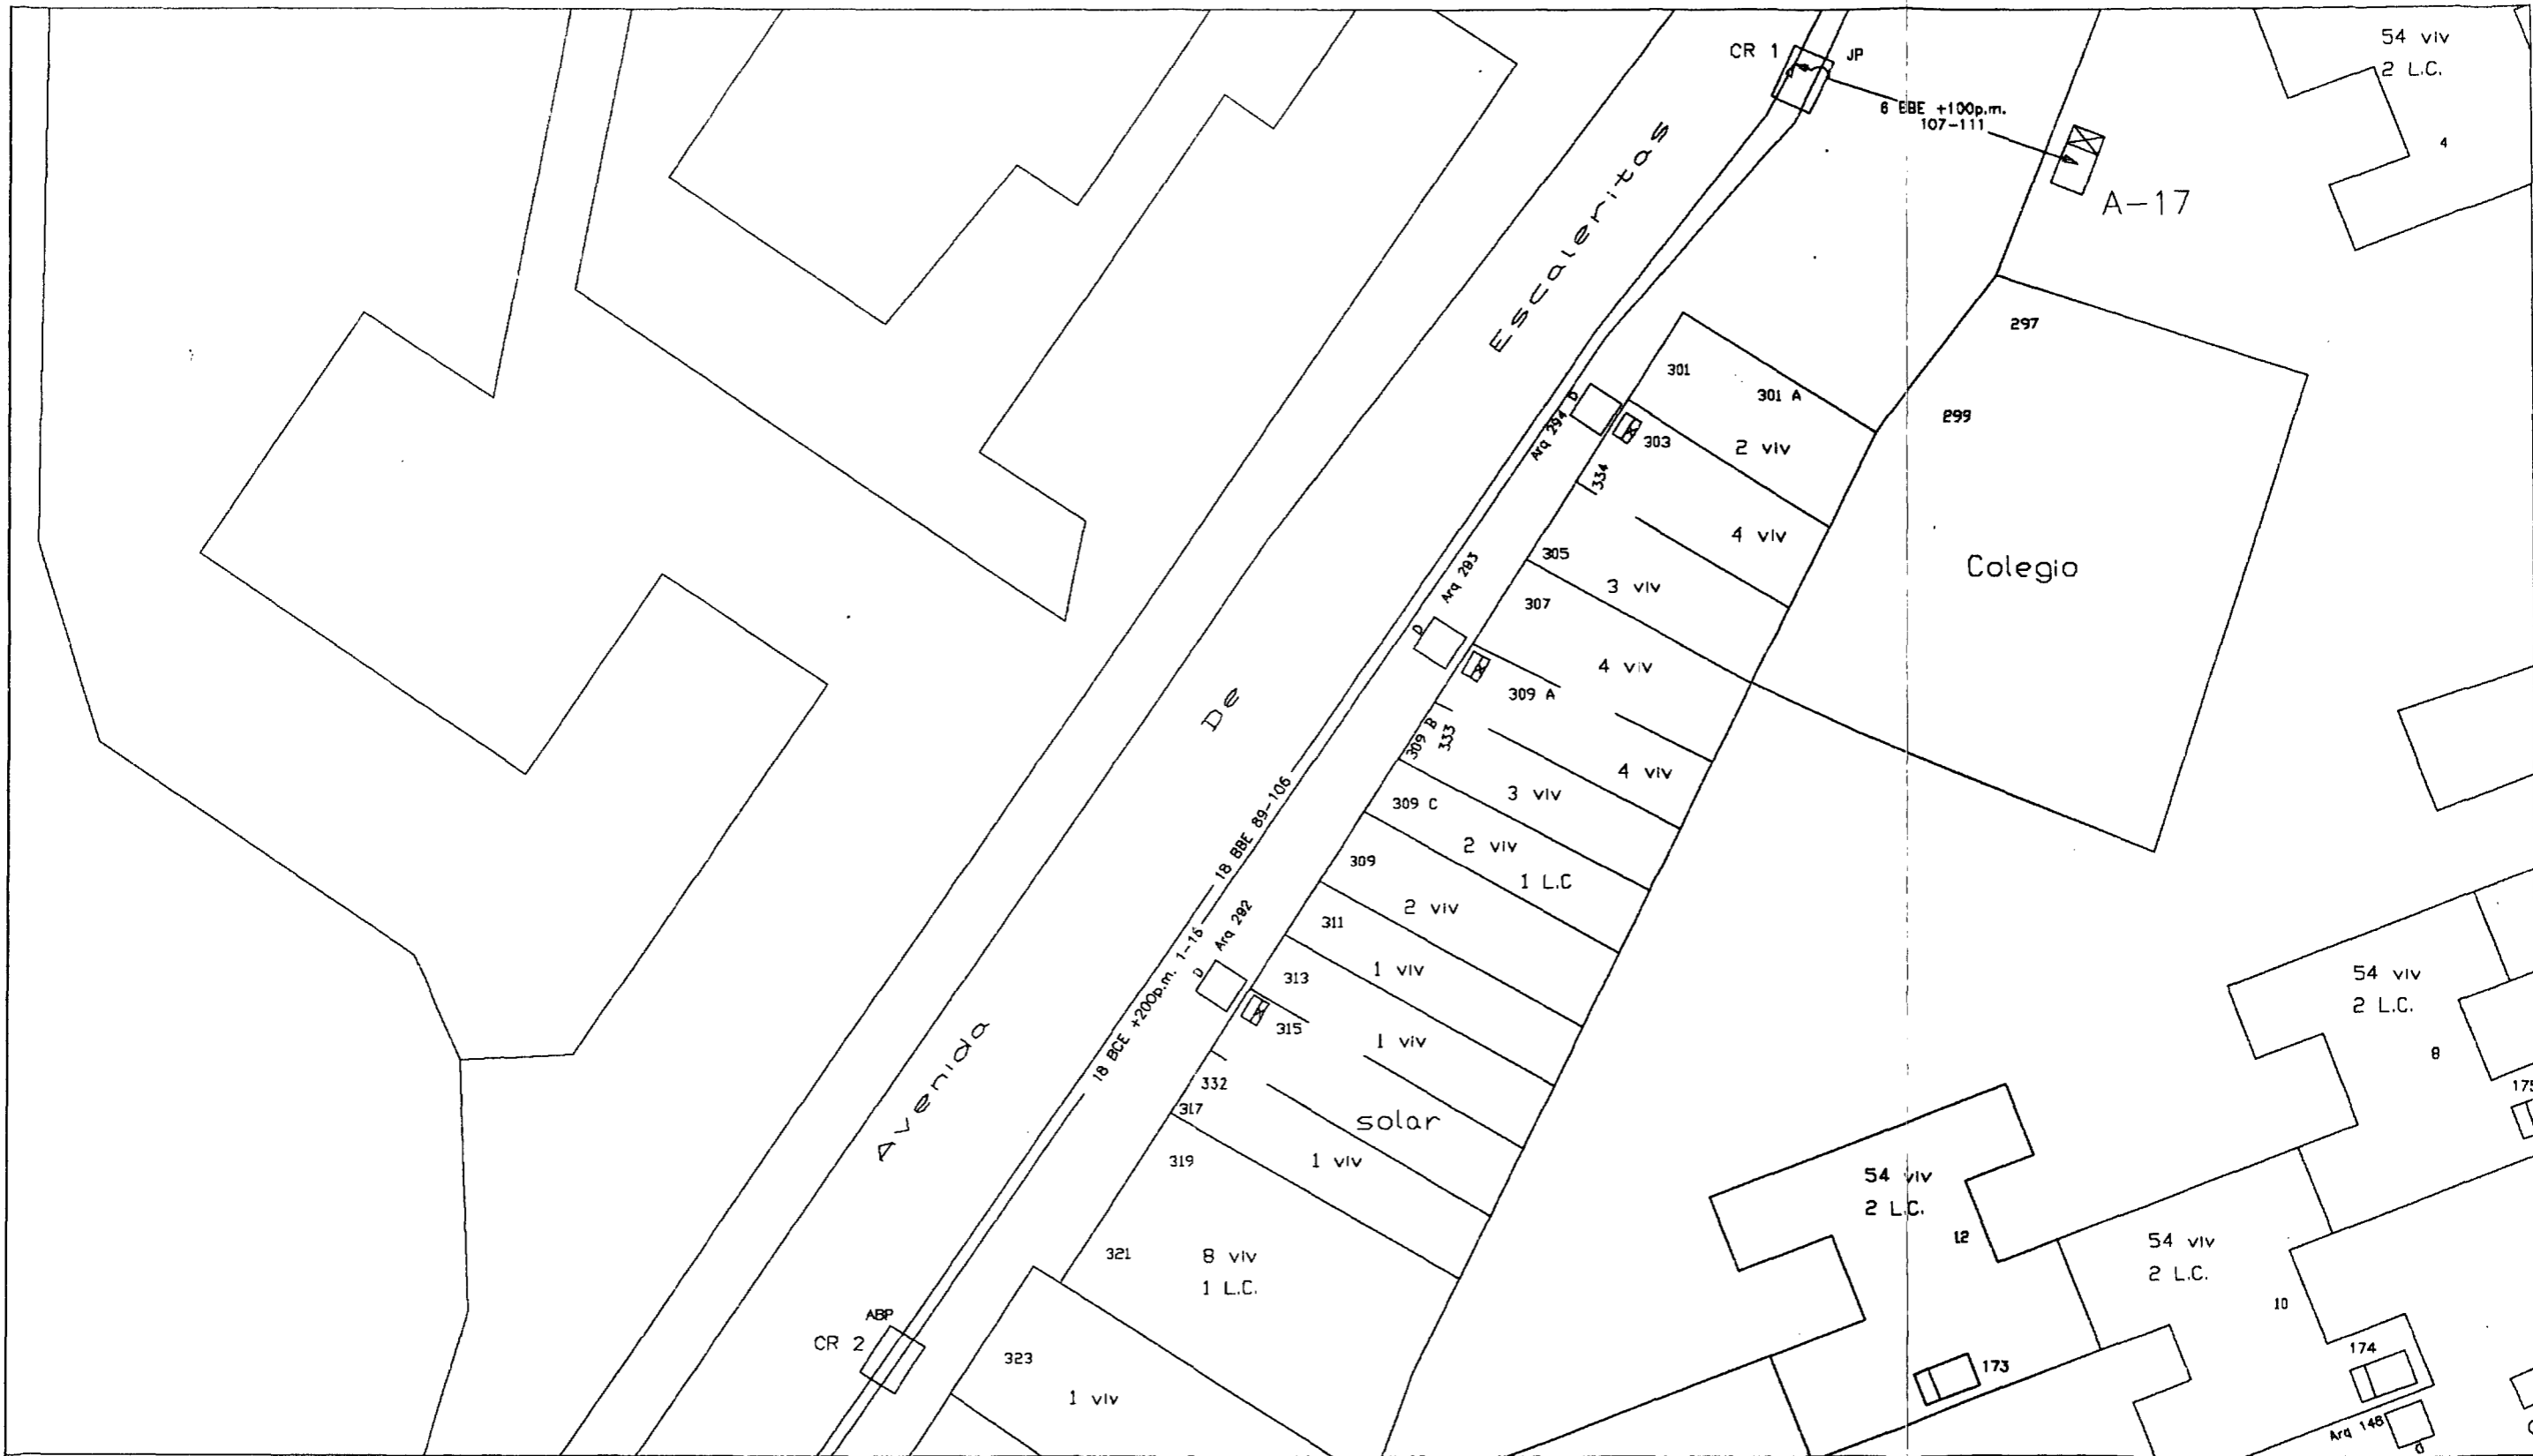 54 viv
2 L.C.
4
CR 1
JP
6 BBE +100p.m.
107-111
A-17
Avenida De Escaleritas
297
299
Colegio
301
301 A
2 viv
Arq 294
D
303
334
4 viv
305
3 viv
307
Arq 293
D
4 viv
309 A
309 B
333
4 viv
3 viv
309 C
2 viv
1 L.C
309
2 viv
18 BBE 89-106
18 BCE +200p.m. 1-16
311
1 viv
Arq 292
D
313
315
1 viv
332
317
solar
1 viv
319
321
8 viv
1 L.C.
ABP
CR 2
323
1 viv
54 viv
2 L.C.
8
175
54 viv
2 L.C.
12
54 viv
2 L.C.
10
173
174
Arq 148